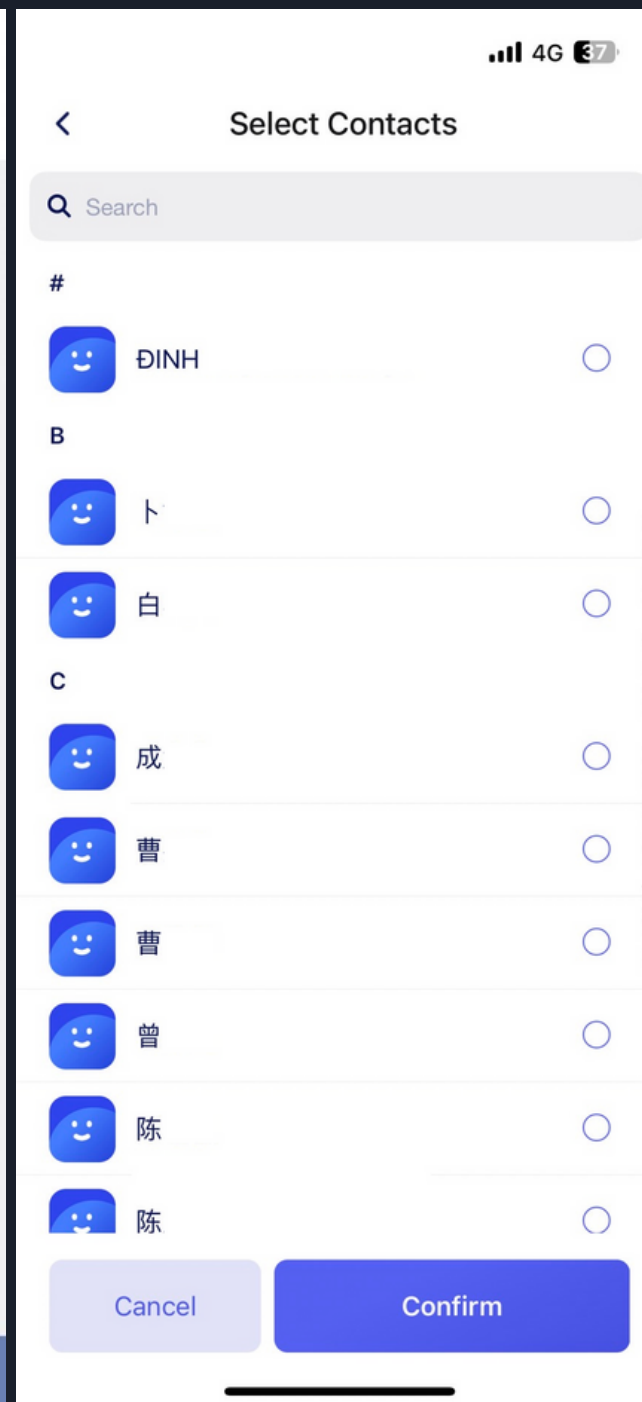 4G 37
Select Contacts
Search
#
ĐINH
B
卜
白
C
成
曹
曹
曾
陈
陈
Cancel
Confirm